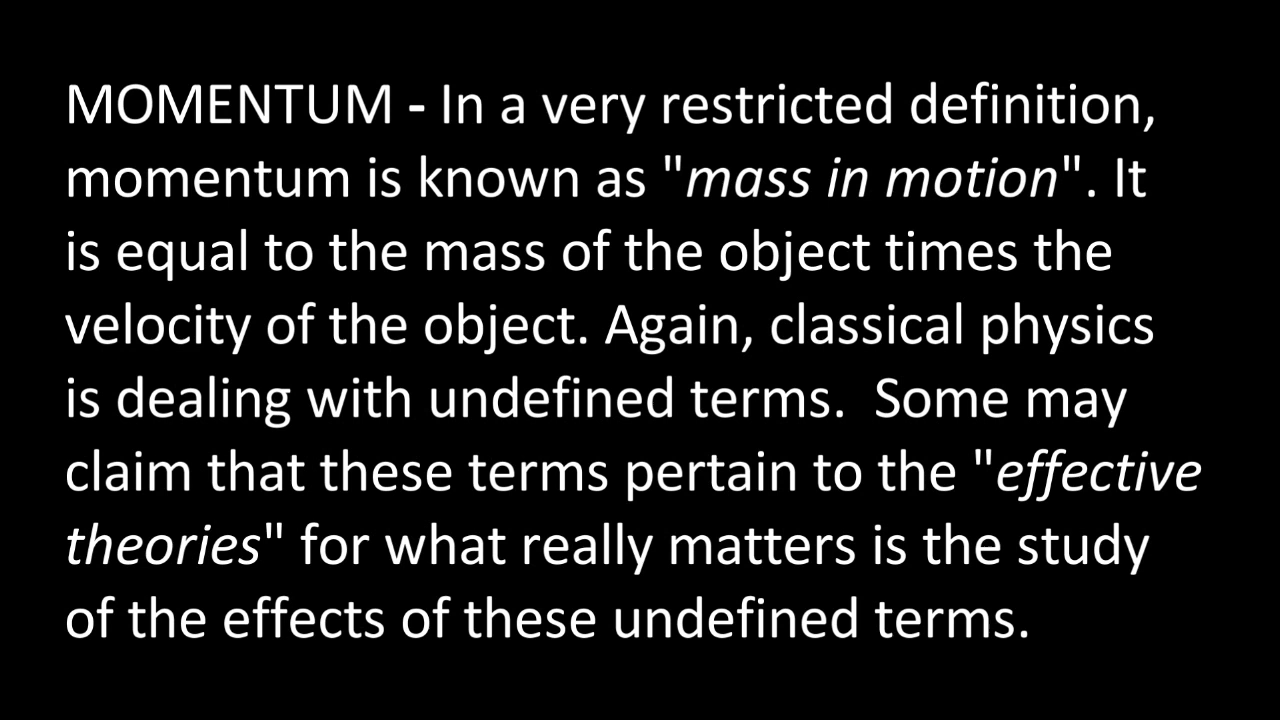 MOMENTUM - In a very restricted definition,
momentum is known as "mass in motion". It
is equal to the mass of the object times the
velocity of the object. Again, classical physics
is dealing with undefined terms.  Some may
claim that these terms pertain to the "effective
theories" for what really matters is the study
of the effects of these undefined terms.